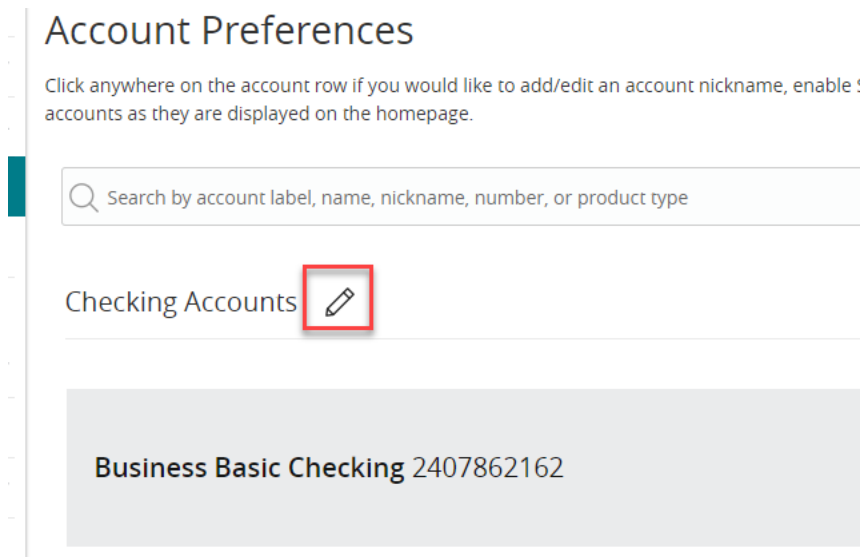 Account Preferences
Click anywhere on the account row if you would like to add/edit an account nickname, enable
accounts as they are displayed on the homepage.
Search by account label, name, nickname, number, or product type
Checking Accounts
Business Basic Checking 2407862162